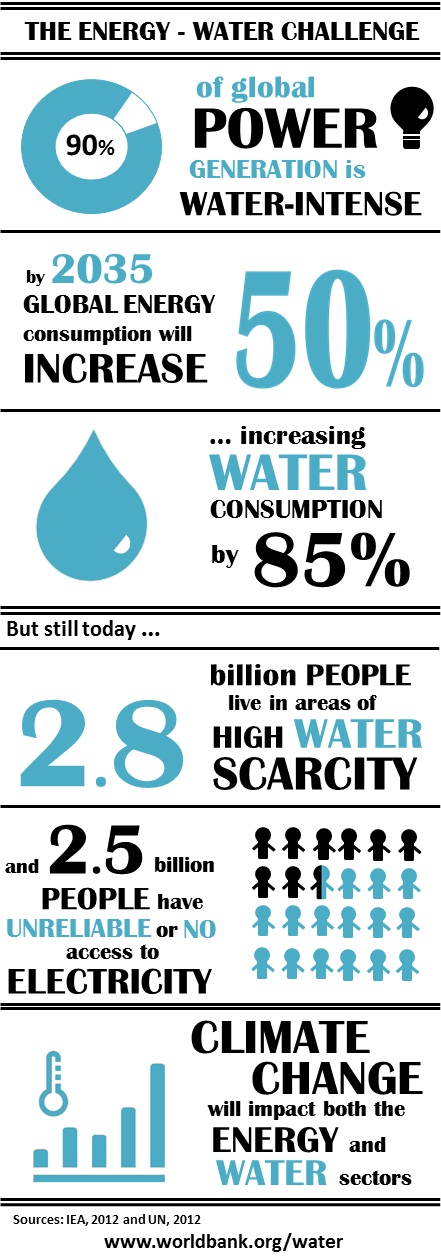 THE ENERGY - WATER CHALLENGE
90%
of global
POWER
GENERATION is
WATER-INTENSE
by 2035
GLOBAL ENERGY
consumption will
INCREASE
50%
... increasing
WATER
CONSUMPTION
by 85%
But still today ...
2.8
billion PEOPLE
live in areas of
HIGH WATER
SCARCITY
and 2.5 billion
PEOPLE have
UNRELIABLE or NO
access to
ELECTRICITY
CLIMATE
CHANGE
will impact both the
ENERGY and
WATER sectors
Sources: IEA, 2012 and UN, 2012
www.worldbank.org/water